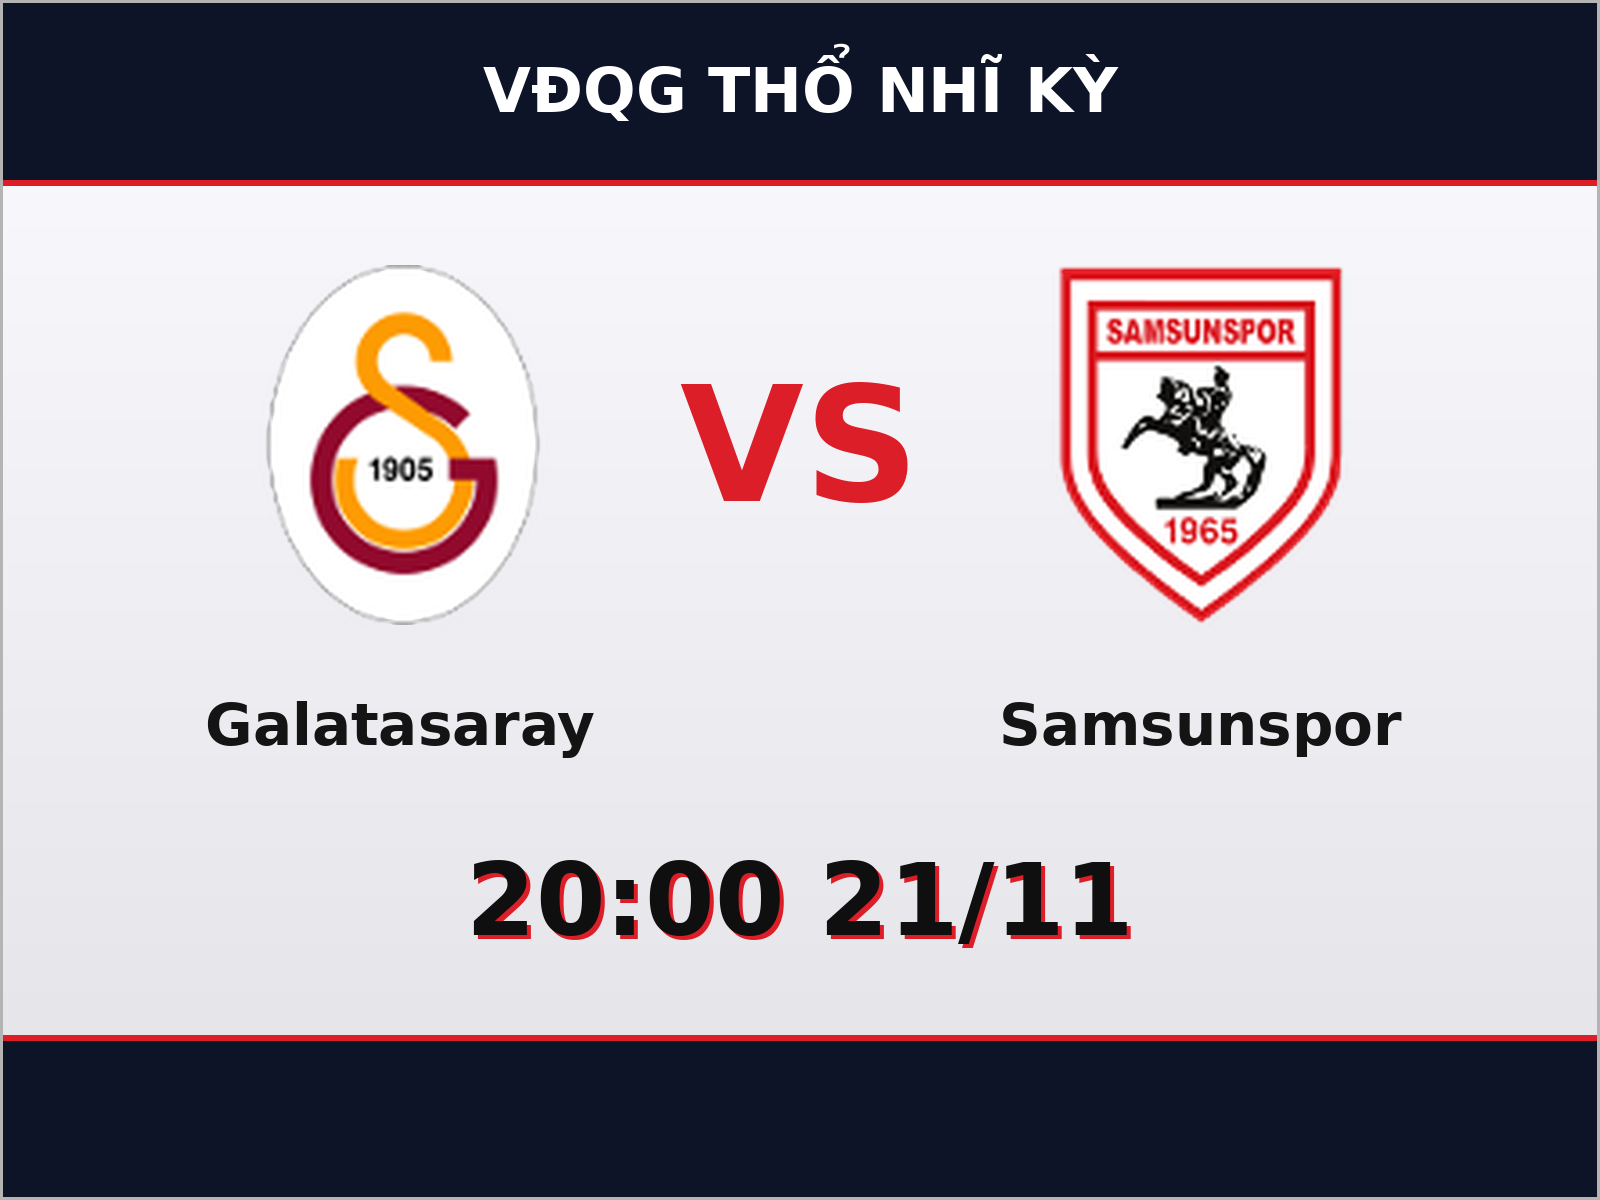 VĐQG THỔ NHĨ KỲ
1905
VS
SAMSUNSPOR
1965
Galatasaray
Samsunspor
20:00 21/11